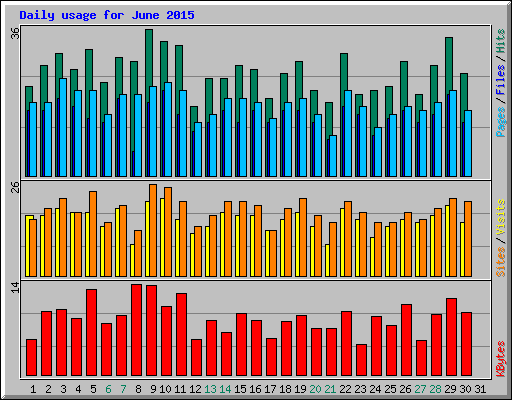 Daily usage for June 2015
36
Pages / Files / Hits
26
Sites / Visits
14
KBytes
1 2 3 4 5 6 7 8 9 10 11 12 13 14 15 16 17 18 19 20 21 22 23 24 25 26 27 28 29 30 31